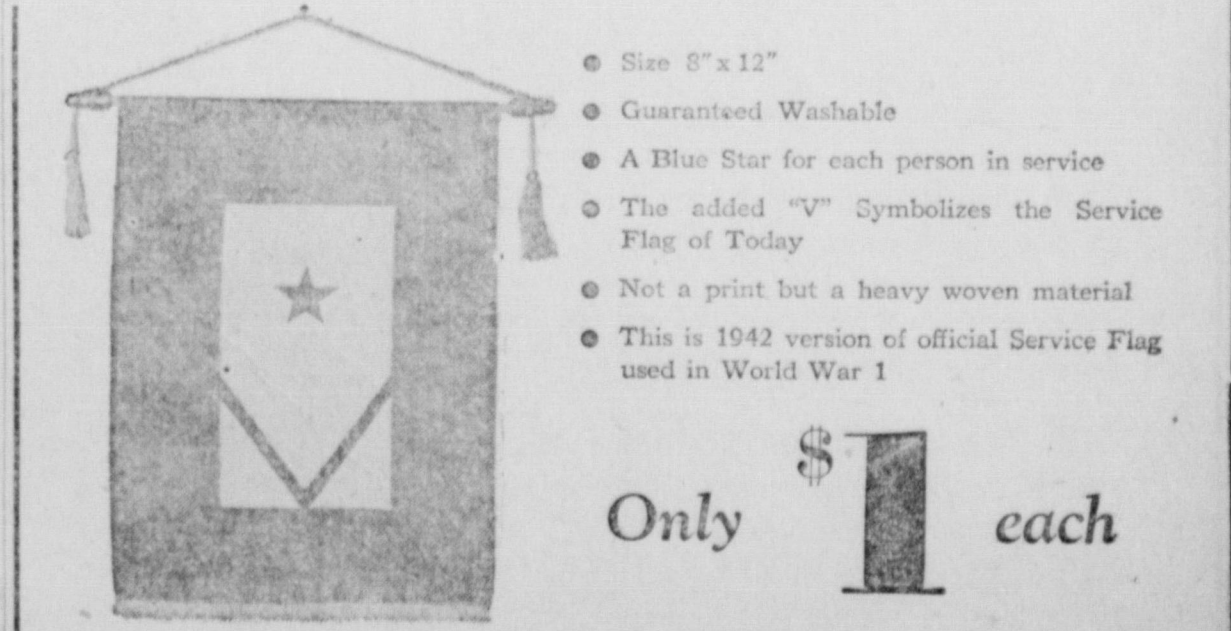 ● Size 8" x 12"
● Guaranteed Washable
● A Blue Star for each person in service
● The added "V" Symbolizes the Service
Flag of Today
● Not a print but a heavy woven material
● This is 1942 version of official Service Flag
used in World War 1
Only $1 each